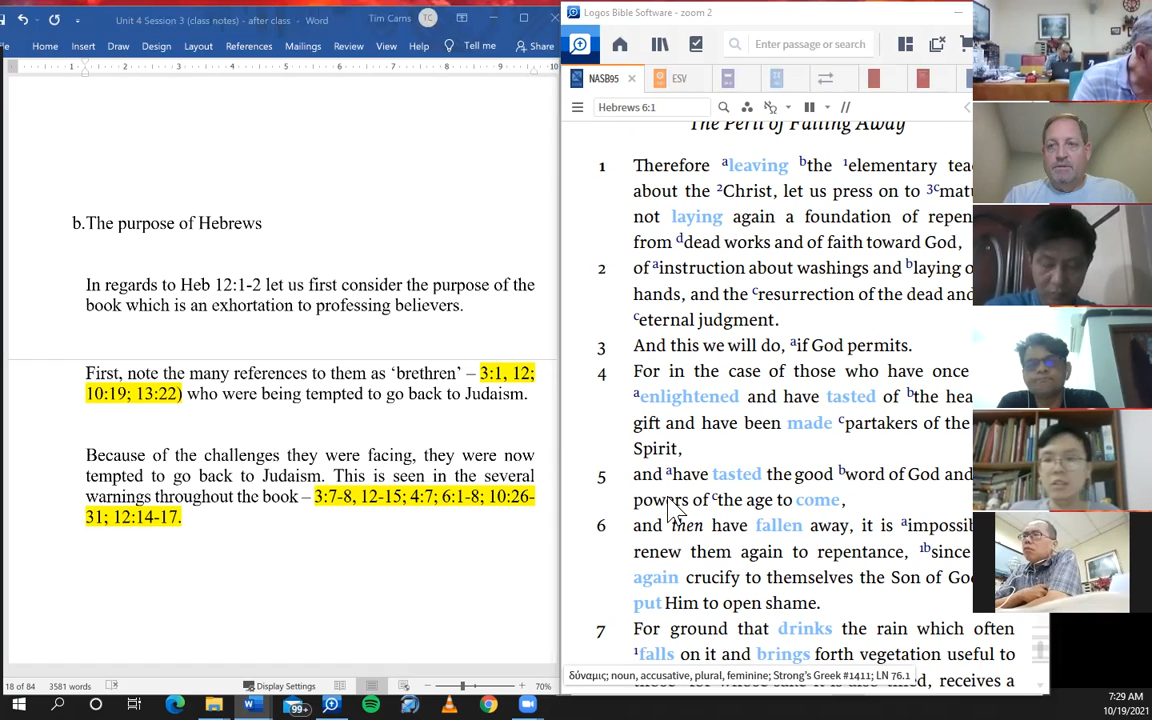 Unit 4 Session 3 (class notes) - after class - Word
Tim Carns
TC
Home Insert Draw Design Layout References Mailings Review View Help Tell me Share
b.The purpose of Hebrews
In regards to Heb 12:1-2 let us first consider the purpose of the
book which is an exhortation to professing believers.
First, note the many references to them as ‘brethren’ – 3:1, 12;
10:19; 13:22) who were being tempted to go back to Judaism.
Because of the challenges they were facing, they were now
tempted to go back to Judaism. This is seen in the several
warnings throughout the book – 3:7-8, 12-15; 4:7; 6:1-8; 10:26-
31; 12:14-17.
18 of 84 3581 words Display Settings 70%
Logos Bible Software - zoom 2
Enter passage or search
NASB95 ESV
Hebrews 6:1
The Peril of Falling Away
1 Therefore a leaving b the 1 elementary tea
about the 2 Christ, let us press on to 3c matu
not laying again a foundation of repen
from d dead works and of faith toward God,
2 of a instruction about washings and b laying o
hands, and the c resurrection of the dead and
c eternal judgment.
3 And this we will do, a if God permits.
4 For in the case of those who have once
a enlightened and have tasted of b the hea
gift and have been made c partakers of the
Spirit,
5 and a have tasted the good b word of God and
powers of c the age to come,
6 and then have fallen away, it is a impossib
renew them again to repentance, 1b since
again crucify to themselves the Son of Go
put Him to open shame.
7 For ground that drinks the rain which often
1 falls on it and brings forth vegetation useful to
δύναμις; noun, accusative, plural, feminine; Strong's Greek #1411; LN 76.1
, receives a
99+
7:29 AM
10/19/2021